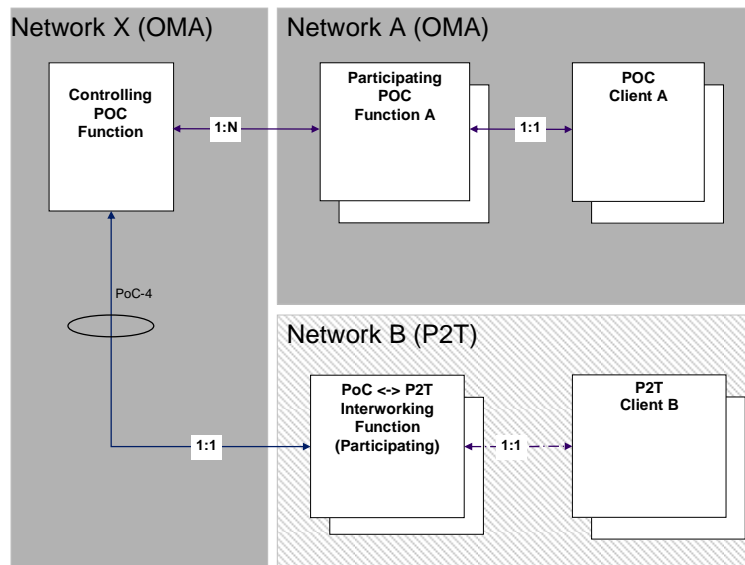 Network X (OMA)
Network A (OMA)
Controlling
POC
Function
Participating
POC
Function A
POC
Client A
1:N
1:1
PoC-4
Network B (P2T)
PoC <-> P2T
Interworking
Function
(Participating)
P2T
Client B
1:1
1:1